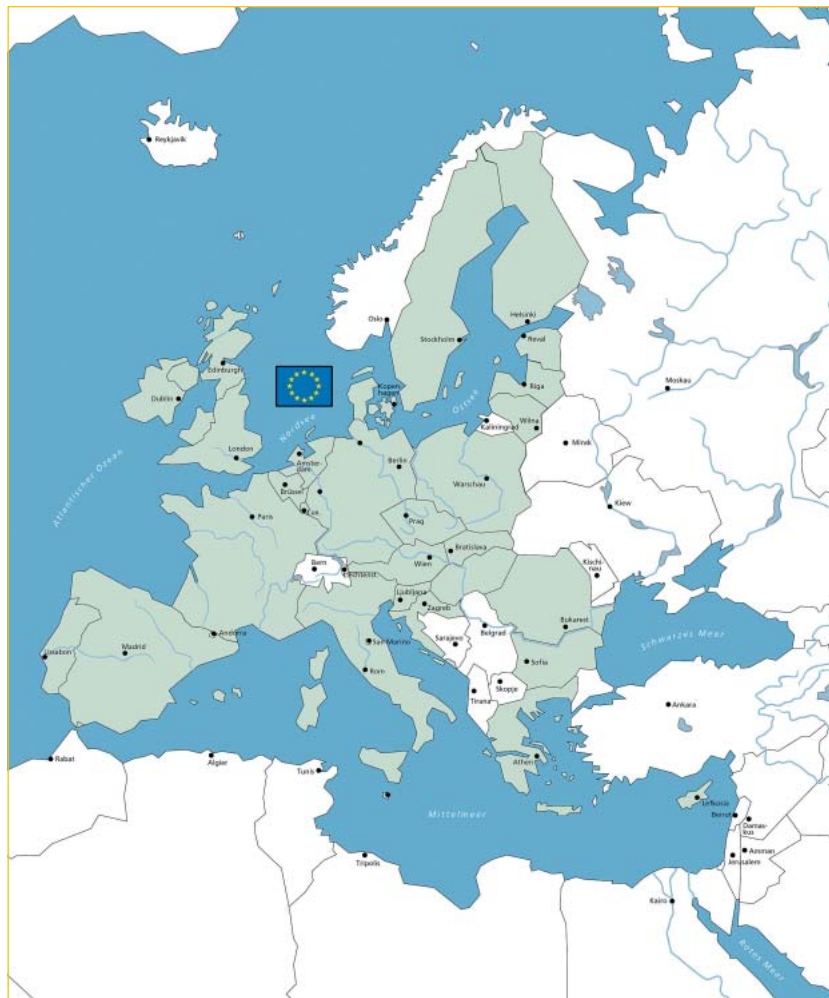 Reykjavík
Oslo
Helsinki
Stockholm
Reval
Edinburgh
Kopen-
hagen
Riga
Moskau
Dublin
Nordsee
Ostsee
Kaliningrad
Wilna
Minsk
London
Amster-
dam
Berlin
Warschau
Atlantischer Ozean
Brüssel
Kiew
Paris
Lux.
Prag
Bratislava
Wien
Bern
Liechtenst.
Kischi-
nau
Ljubljana
Zagreb
Bukarest
Andorra
San Marino
Belgrad
Sarajevo
Schwarzes Meer
Lissabon
Madrid
Rom
Sofia
Skopje
Tirana
Ankara
Rabat
Algier
Tunis
Athen
Lefkosia
Beirut
Damas-
kus
Mittelmeer
Tripolis
Amman
Jerusalem
Kairo
Rotes Meer